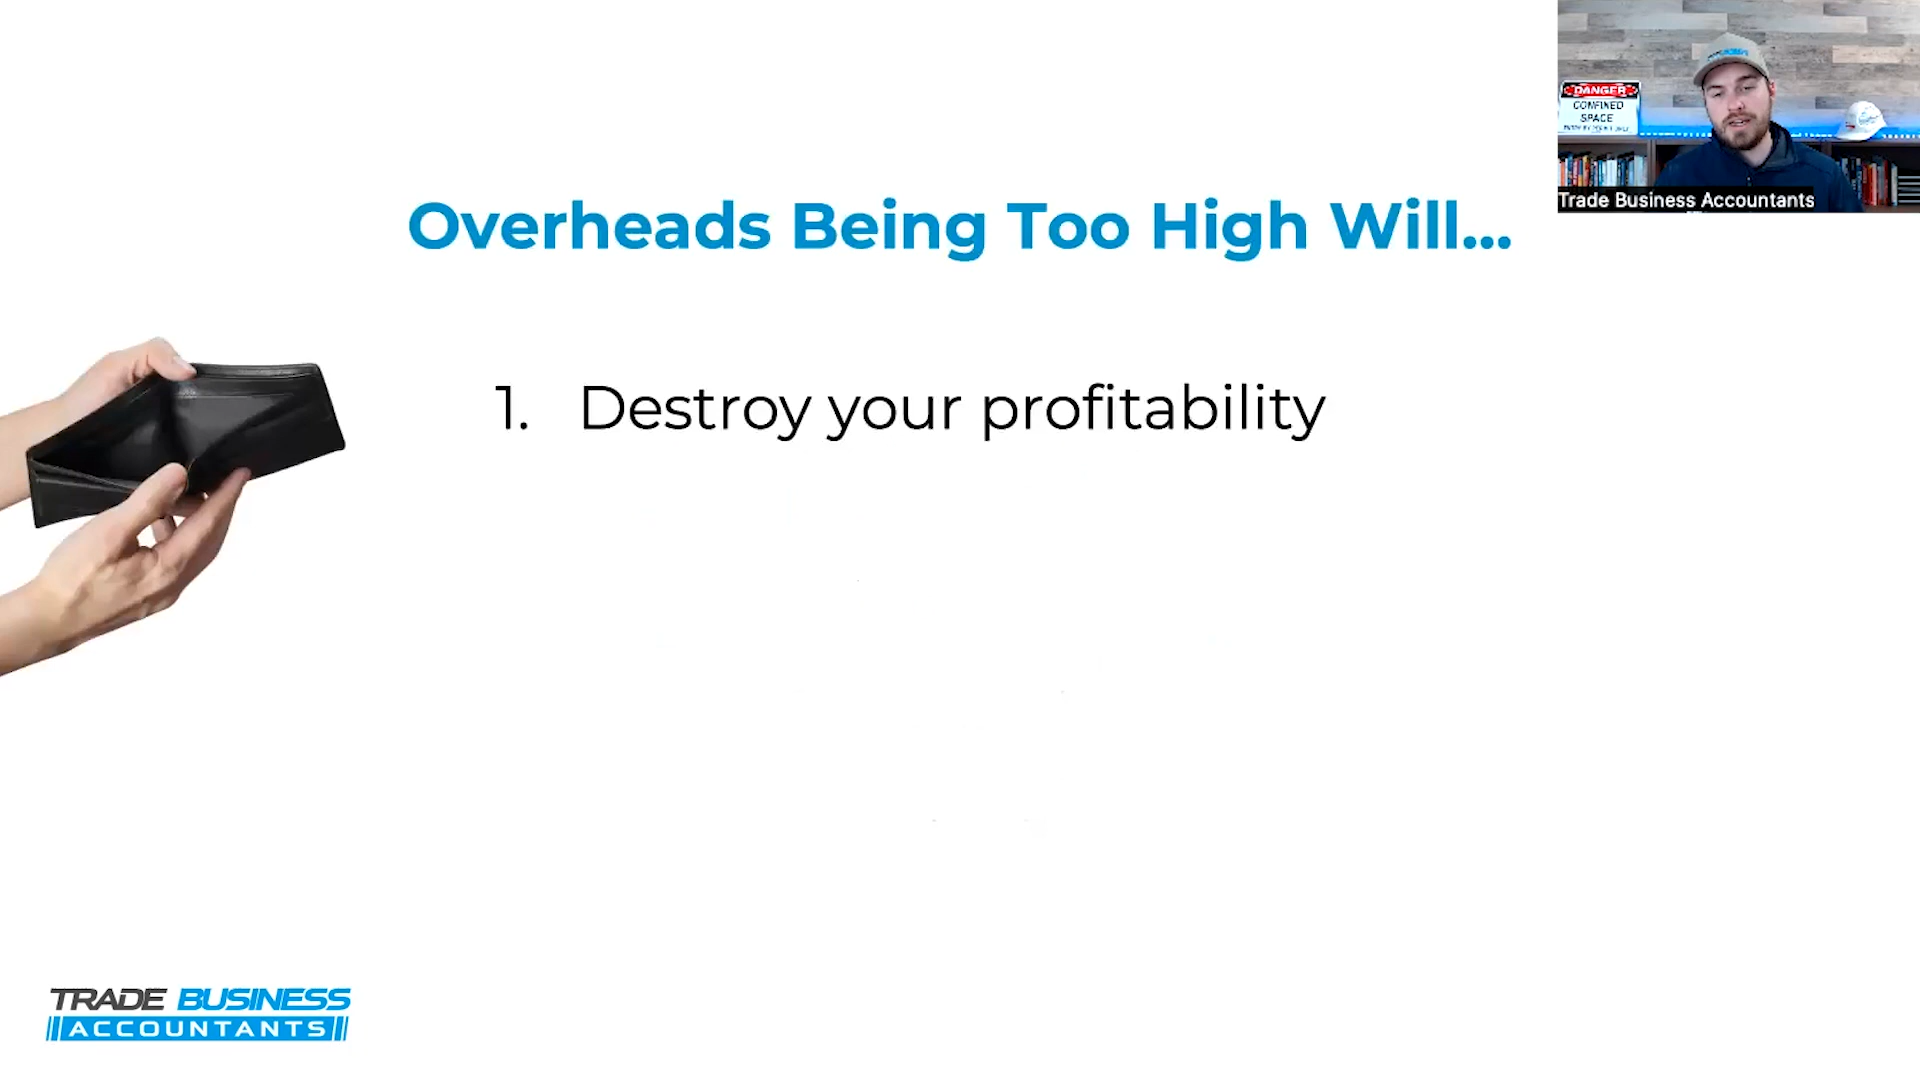 DANGER
CONFINED
SPACE
Trade Business Accountants
Overheads Being Too High Will...
1. Destroy your profitability
TRADE BUSINESS
ACCOUNTANTS